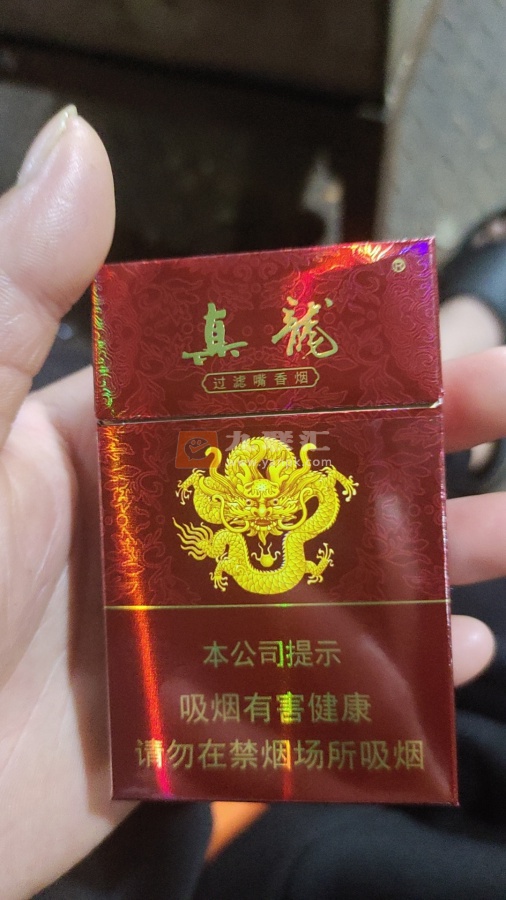 真龙
®
过滤嘴香烟
本公司提示
吸烟有害健康
请勿在禁烟场所吸烟